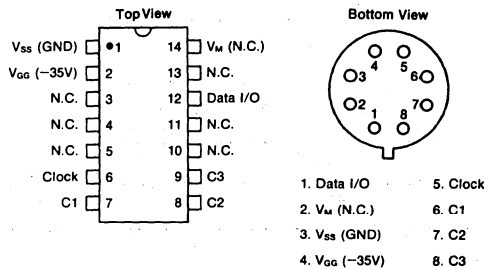 Top View
Vss (GND) 1 14 VM (N.C.)
VGG (−35V) 2 13 N.C.
N.C. 3 12 Data I/O
N.C. 4 11 N.C.
N.C. 5 10 N.C.
Clock 6 9 C3
C1 7 8 C2
Bottom View
4 5
3 6
2 7
1 8
1. Data I/O
2. VM (N.C.)
3. Vss (GND)
4. VGG (−35V)
5. Clock
6. C1
7. C2
8. C3